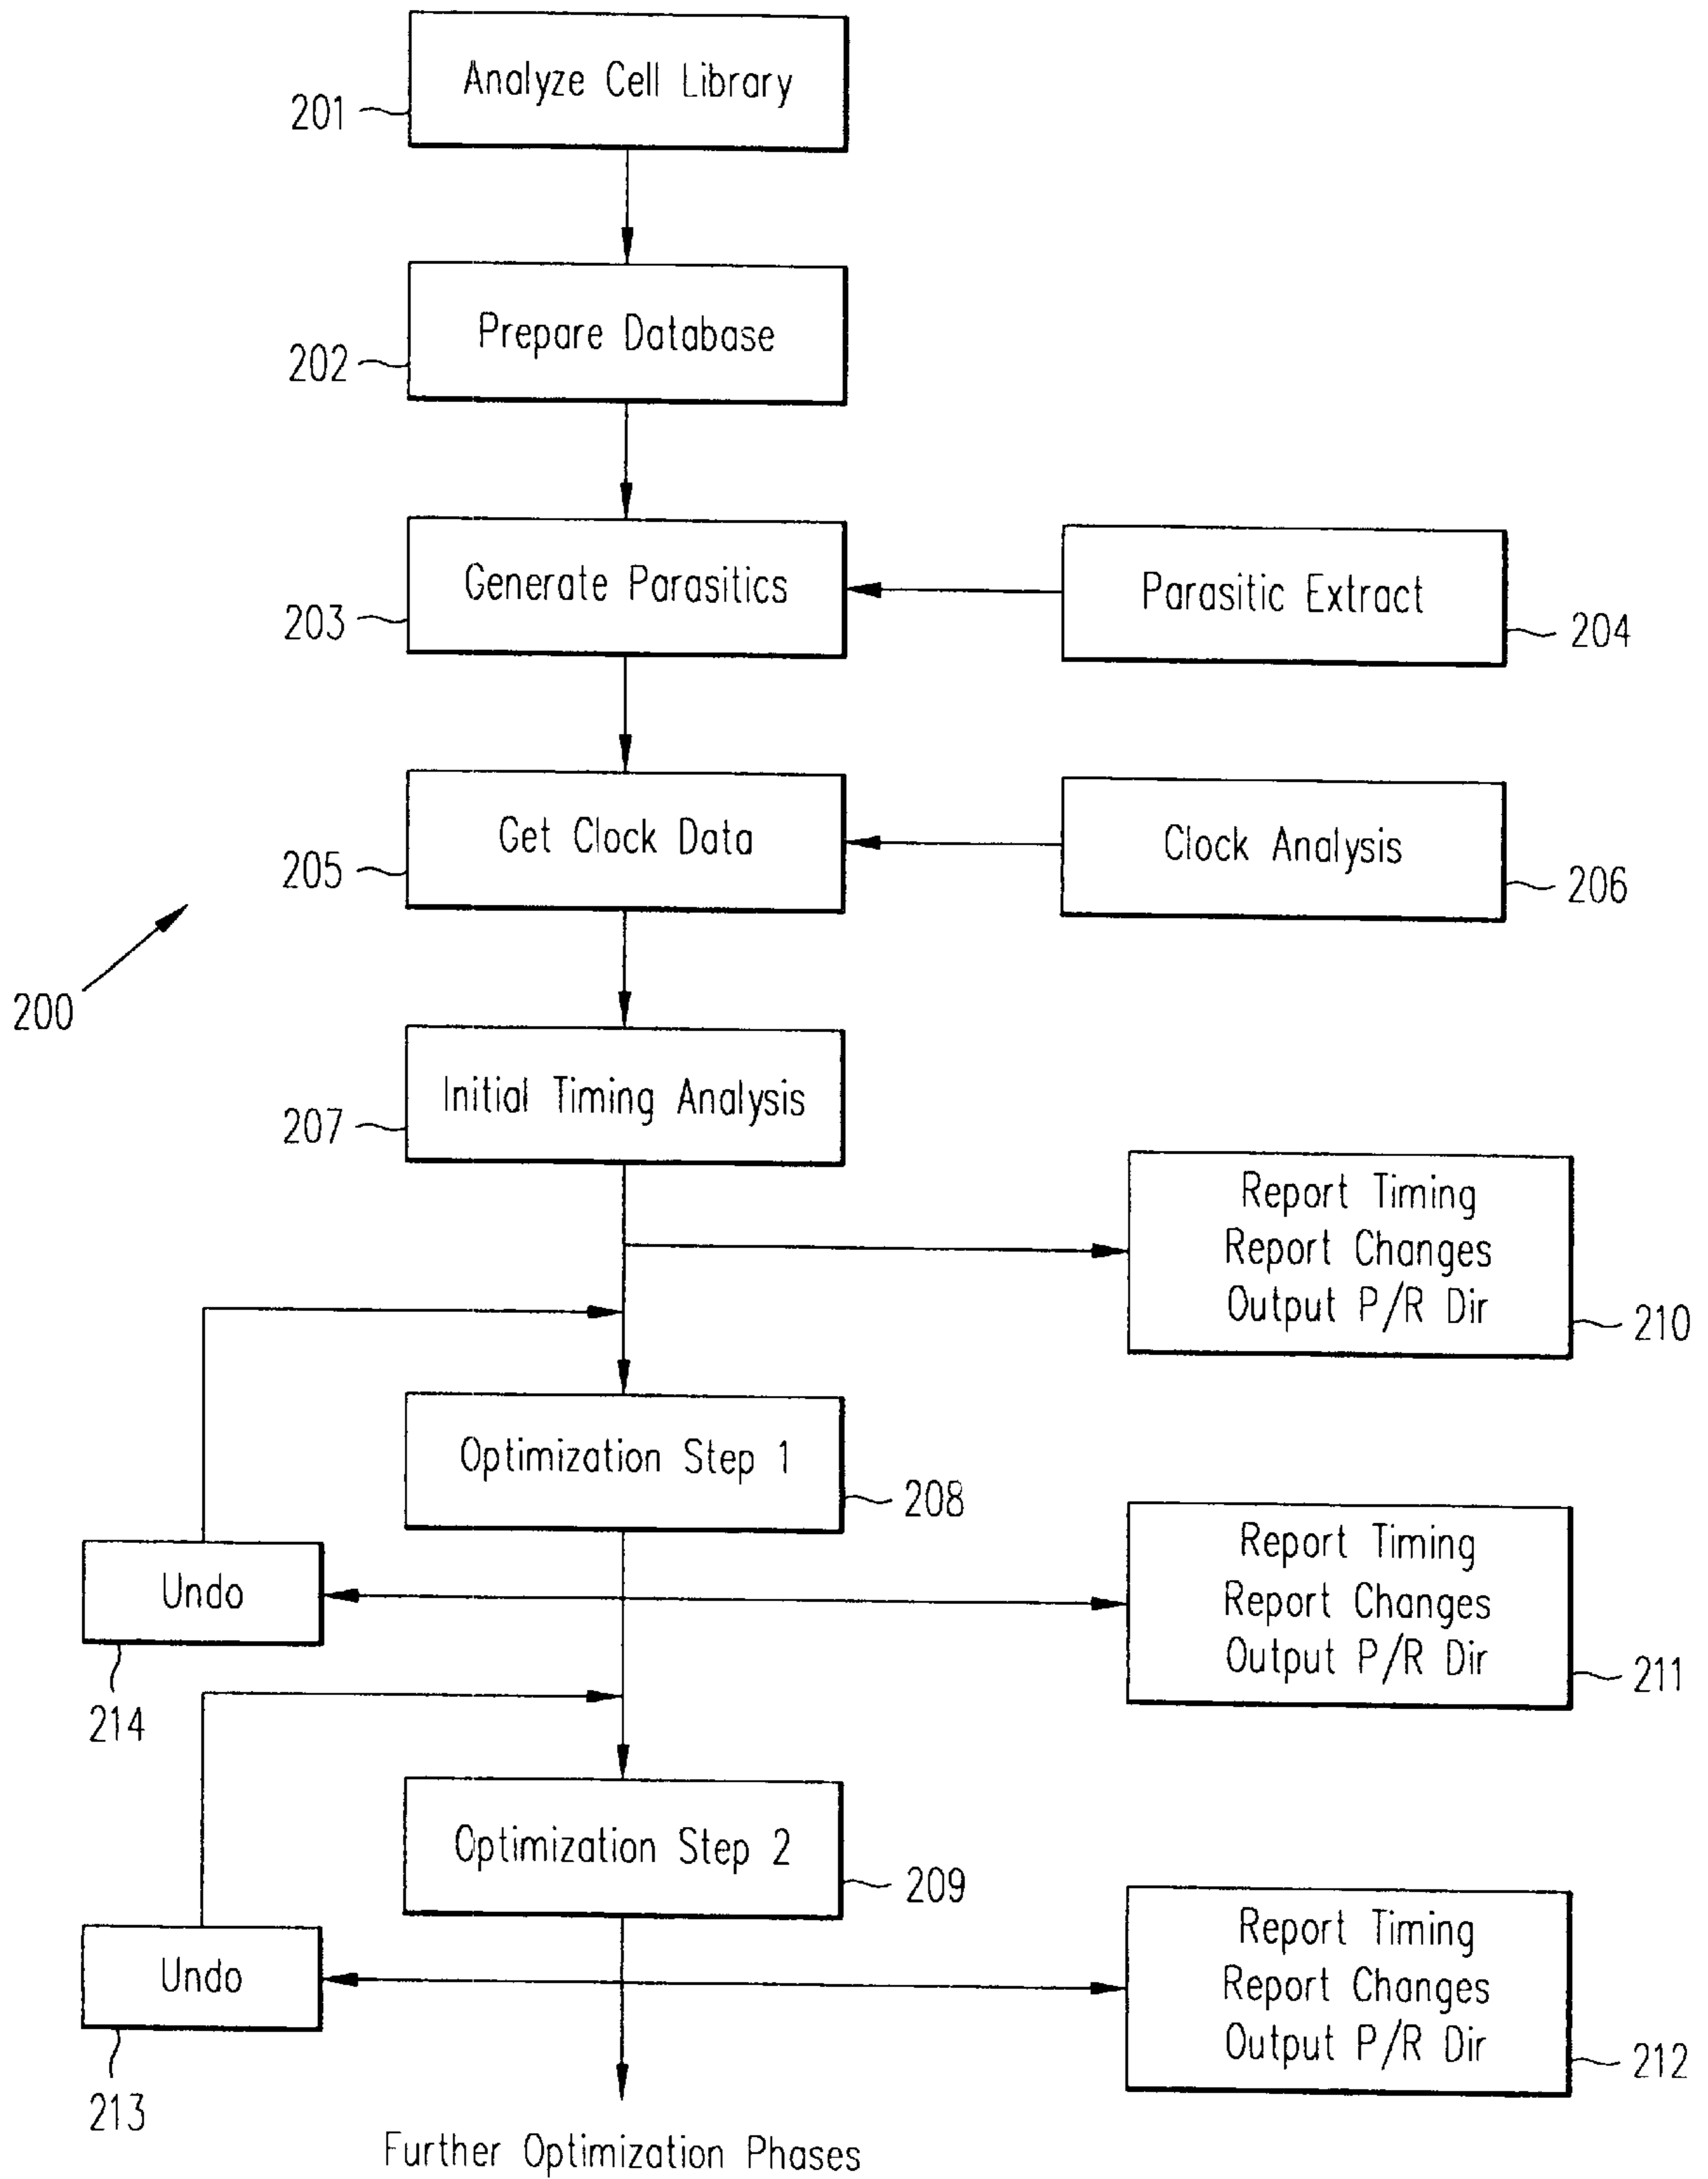 Analyze Cell Library
201
Prepare Database
202
Generate Parasitics
203
Parasitic Extract
204
Get Clock Data
205
Clock Analysis
206
200
Initial Timing Analysis
207
Report Timing
Report Changes
Output P/R Dir
210
Optimization Step 1
208
Undo
214
Report Timing
Report Changes
Output P/R Dir
211
Optimization Step 2
209
Undo
213
Report Timing
Report Changes
Output P/R Dir
212
Further Optimization Phases